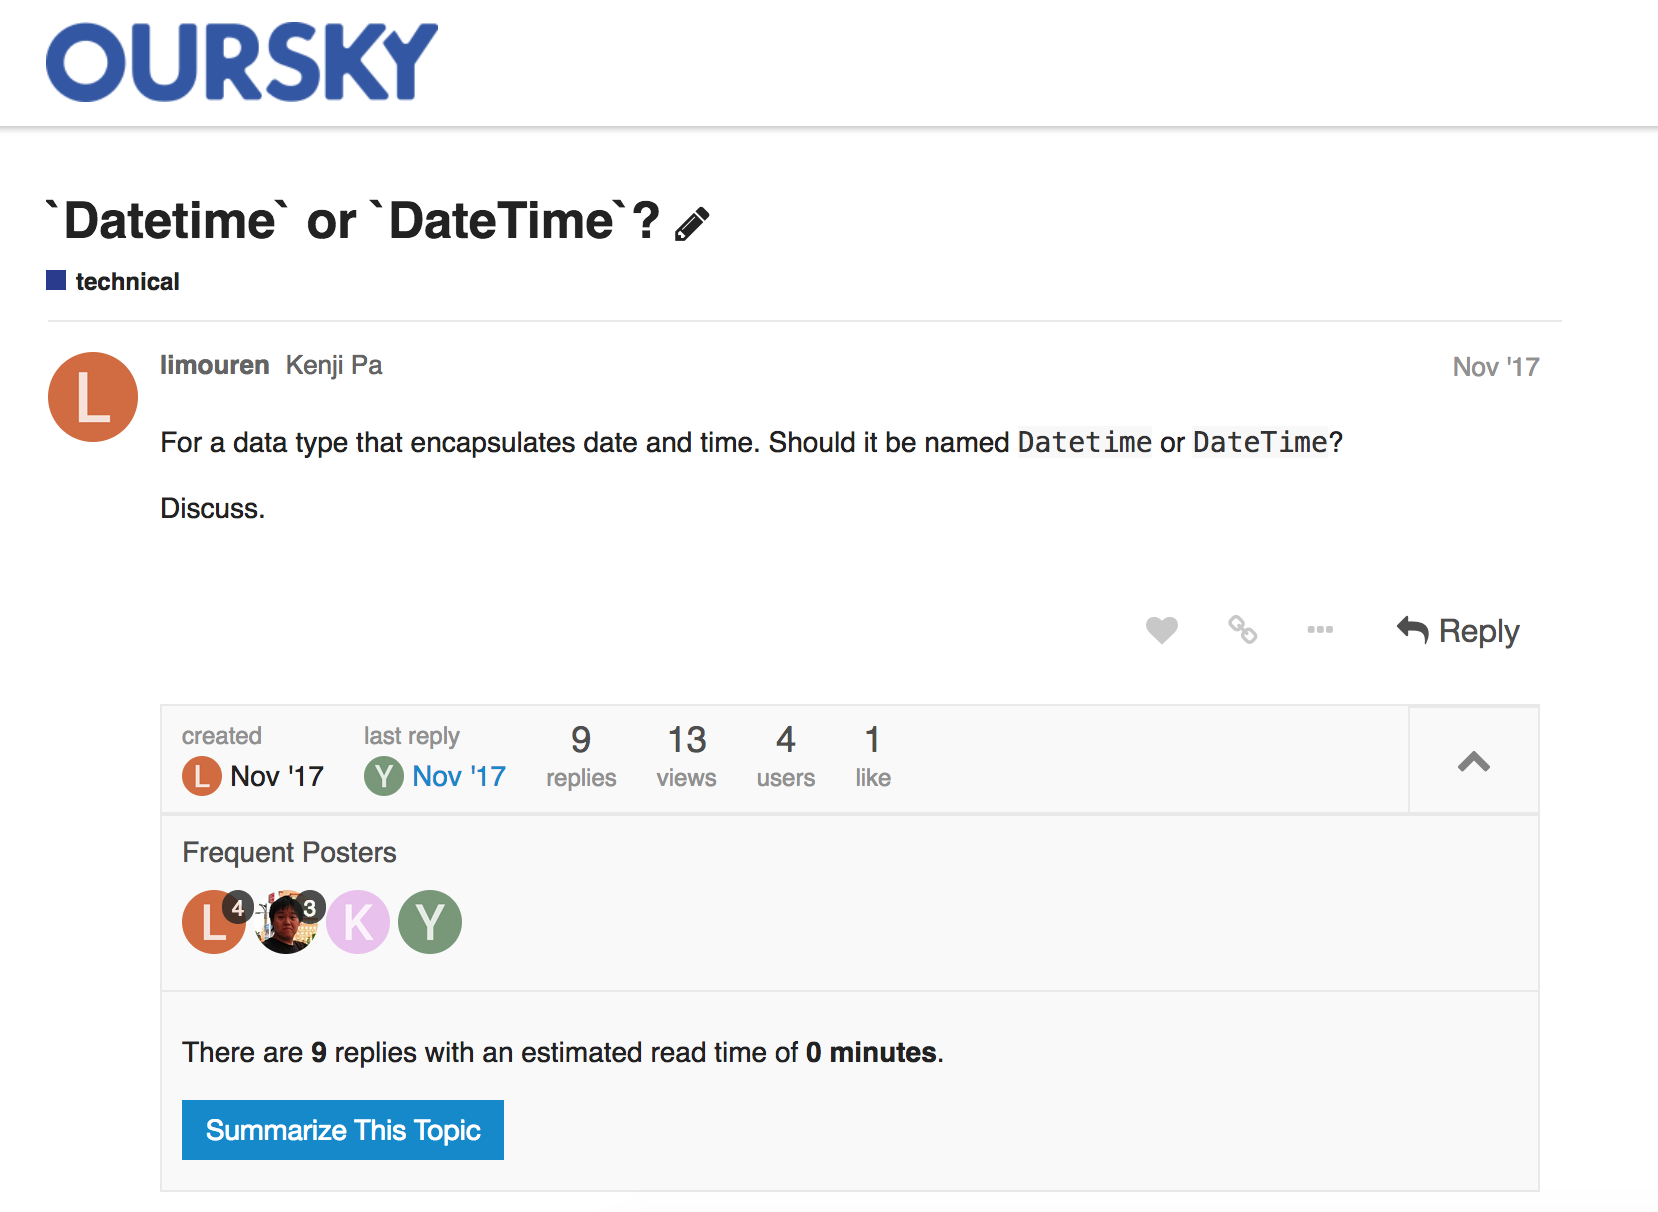 OURSKY
`Datetime` or `DateTime`?
technical
limouren Kenji Pa Nov '17
L
For a data type that encapsulates date and time. Should it be named Datetime or DateTime?
Discuss.
Reply
created last reply 9 13 4 1
L Nov '17 Y Nov '17 replies views users like
Frequent Posters
L 4 3 K Y
There are 9 replies with an estimated read time of 0 minutes.
Summarize This Topic